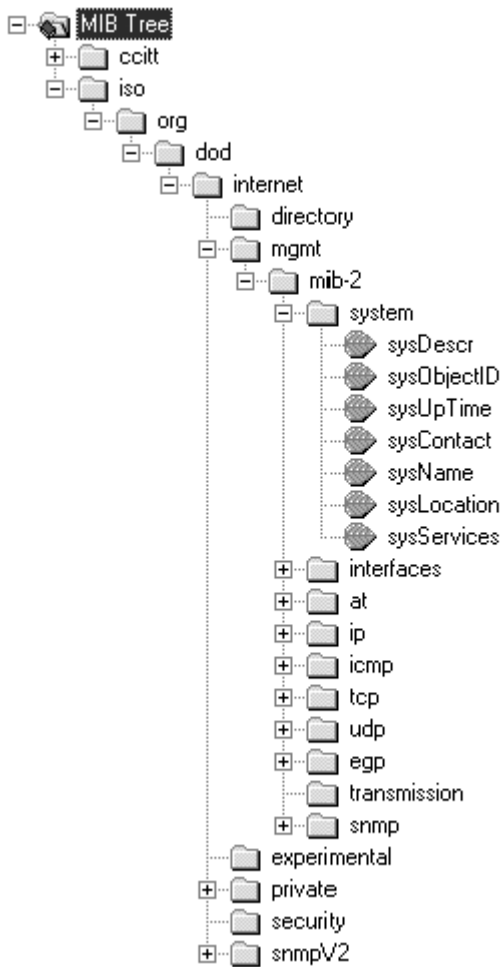 MIB Tree
ccitt
iso
org
dod
internet
directory
mgmt
mib-2
system
sysDescr
sysObjectID
sysUpTime
sysContact
sysName
sysLocation
sysServices
interfaces
at
ip
icmp
tcp
udp
egp
transmission
snmp
experimental
private
security
snmpV2